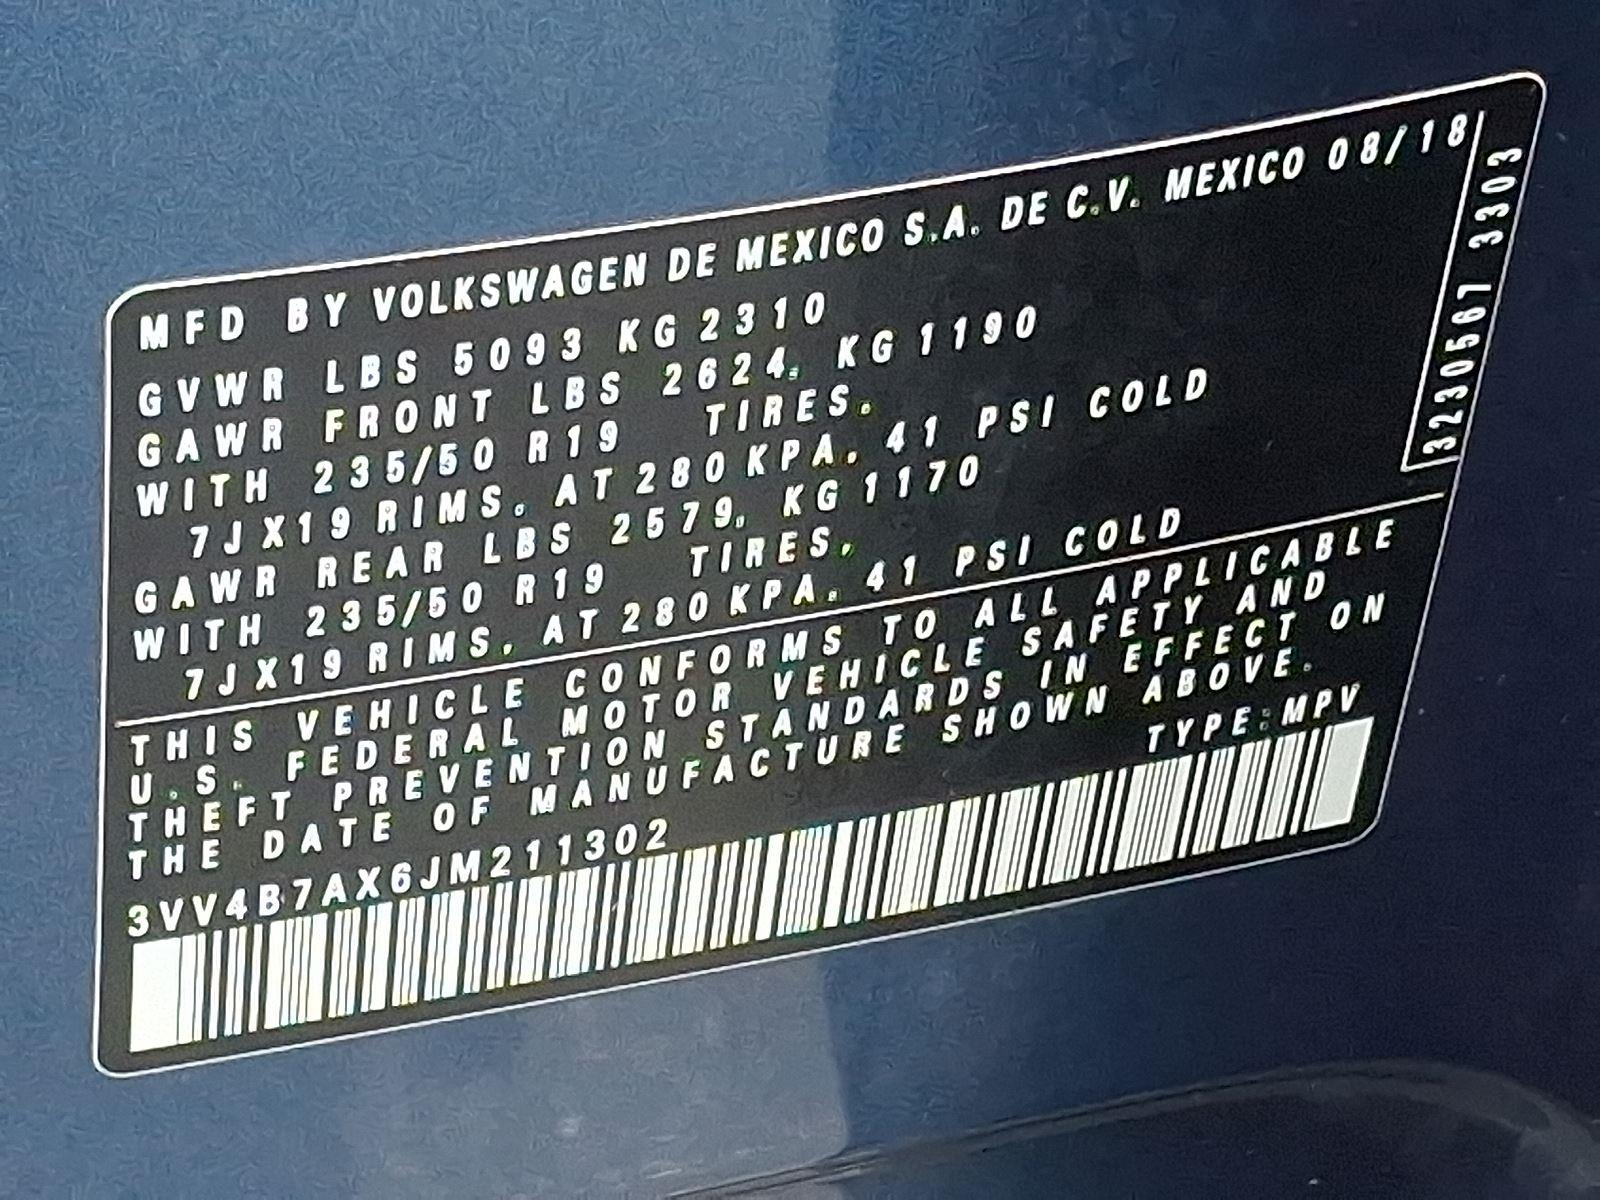 MFD BY VOLKSWAGEN DE MEXICO S.A. DE C.V. MEXICO 08/18
GVWR LBS 5093 KG 2310
GAWR FRONT LBS 2624, KG 1190
WITH 235/50 R19 TIRES.
7JX19 RIMS. AT 280 KPA. 41 PSI COLD
GAWR REAR LBS 2579, KG 1170
WITH 235/50 R19 TIRES.
7JX19 RIMS. AT 280 KPA. 41 PSI COLD
3230567 3303
THIS VEHICLE CONFORMS TO ALL APPLICABLE
U.S. FEDERAL MOTOR VEHICLE SAFETY AND
THEFT PREVENTION STANDARDS IN EFFECT ON
THE DATE OF MANUFACTURE SHOWN ABOVE.
TYPE: MPV
3VV4B7AX6JM211302